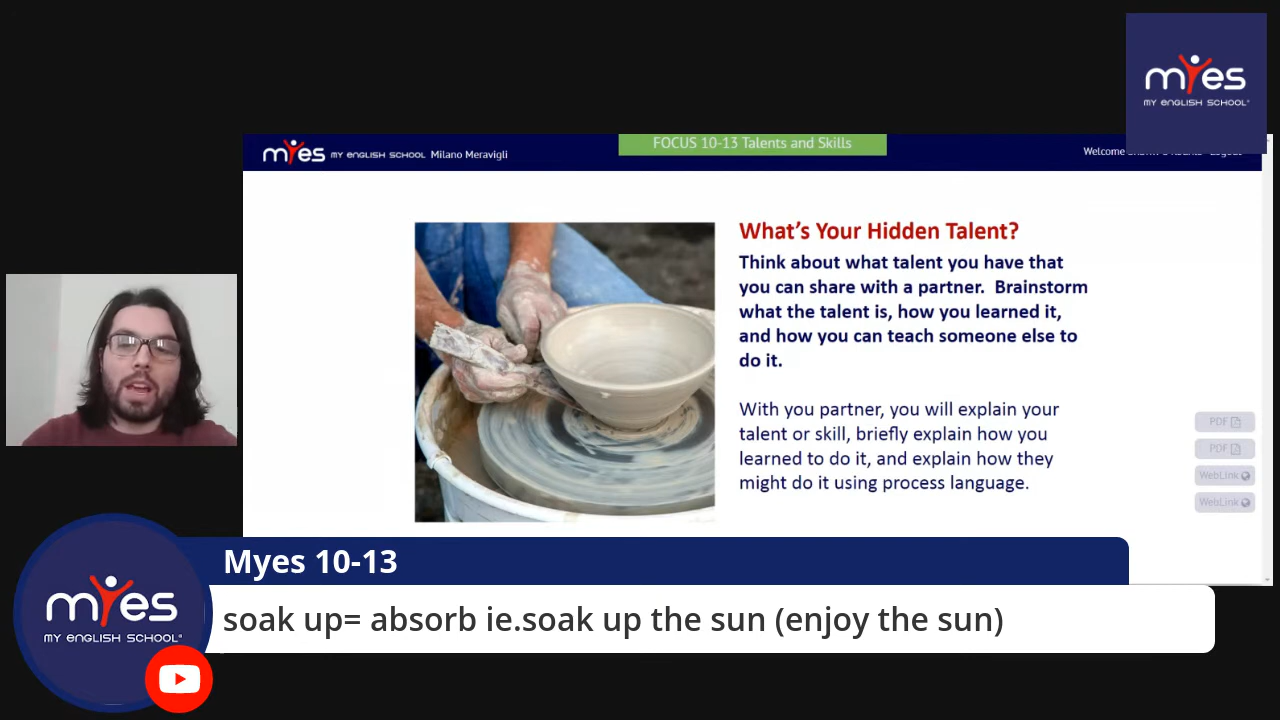 myes
MY ENGLISH SCHOOL
myes MY ENGLISH SCHOOL Milano Meravigli
FOCUS 10-13 Talents and Skills
Welcome
What's Your Hidden Talent?
Think about what talent you have that
you can share with a partner. Brainstorm
what the talent is, how you learned it,
and how you can teach someone else to
do it.
With you partner, you will explain your
talent or skill, briefly explain how you
learned to do it, and explain how they
might do it using process language.
PDF
PDF
WebLink
WebLink
Myes 10-13
soak up= absorb ie.soak up the sun (enjoy the sun)
myes
MY ENGLISH SCHOOL